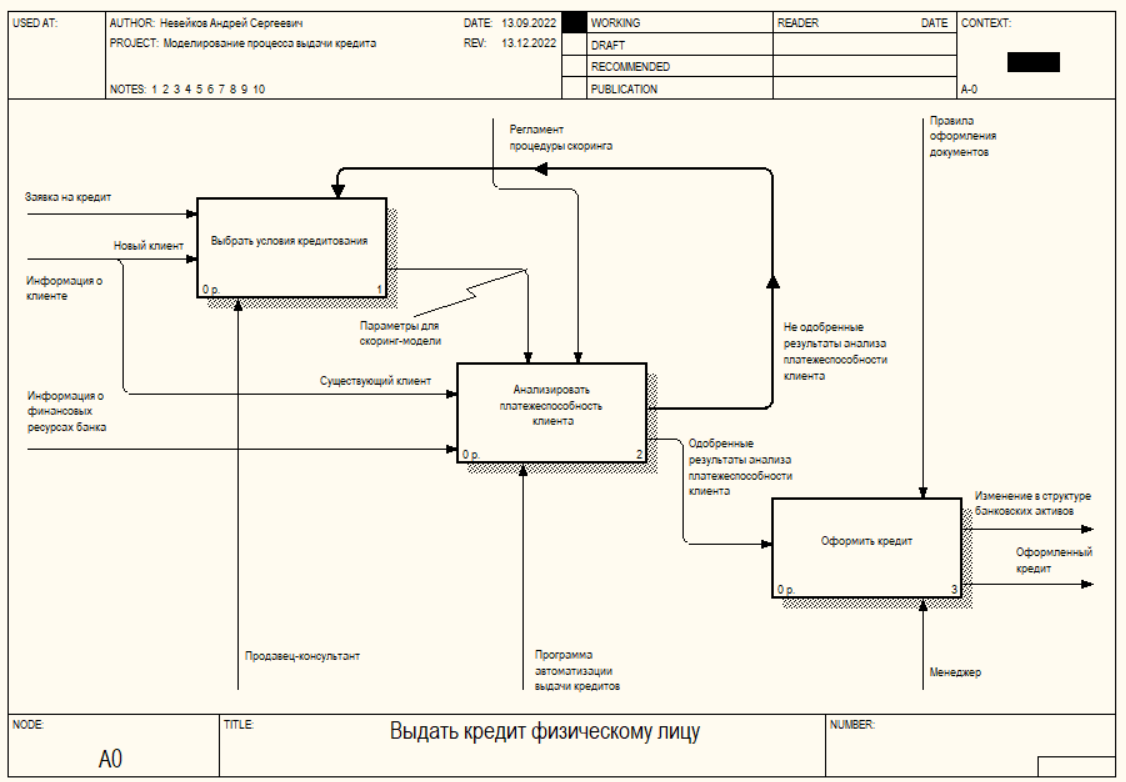 USED AT:
AUTHOR: Невейков Андрей Сергеевич
DATE: 13.09.2022
PROJECT: Моделирование процесса выдачи кредита
REV: 13.12.2022
NOTES: 1 2 3 4 5 6 7 8 9 10
WORKING
DRAFT
RECOMMENDED
PUBLICATION
READER DATE
CONTEXT:
A-0
Регламент
процедуры скоринга
Правила
оформления
документов
Заявка на кредит
Новый клиент
Информация о
клиенте
Выбрать условия кредитования
0 р. 1
Параметры для
скоринг-модели
Не одобренные
результаты анализа
платежеспособности
клиента
Существующий клиент
Информация о
финансовых
ресурсах банка
Анализировать
платежеспособность
клиента
0 р. 2
Одобренные
результаты анализа
платежеспособности
клиента
Изменение в структуре
банковских активов
Оформить кредит
0 р. 3
Оформленный
кредит
Продавец-консультант
Программа
автоматизации
выдачи кредитов
Менеджер
NODE:
A0
TITLE:
Выдать кредит физическому лицу
NUMBER: